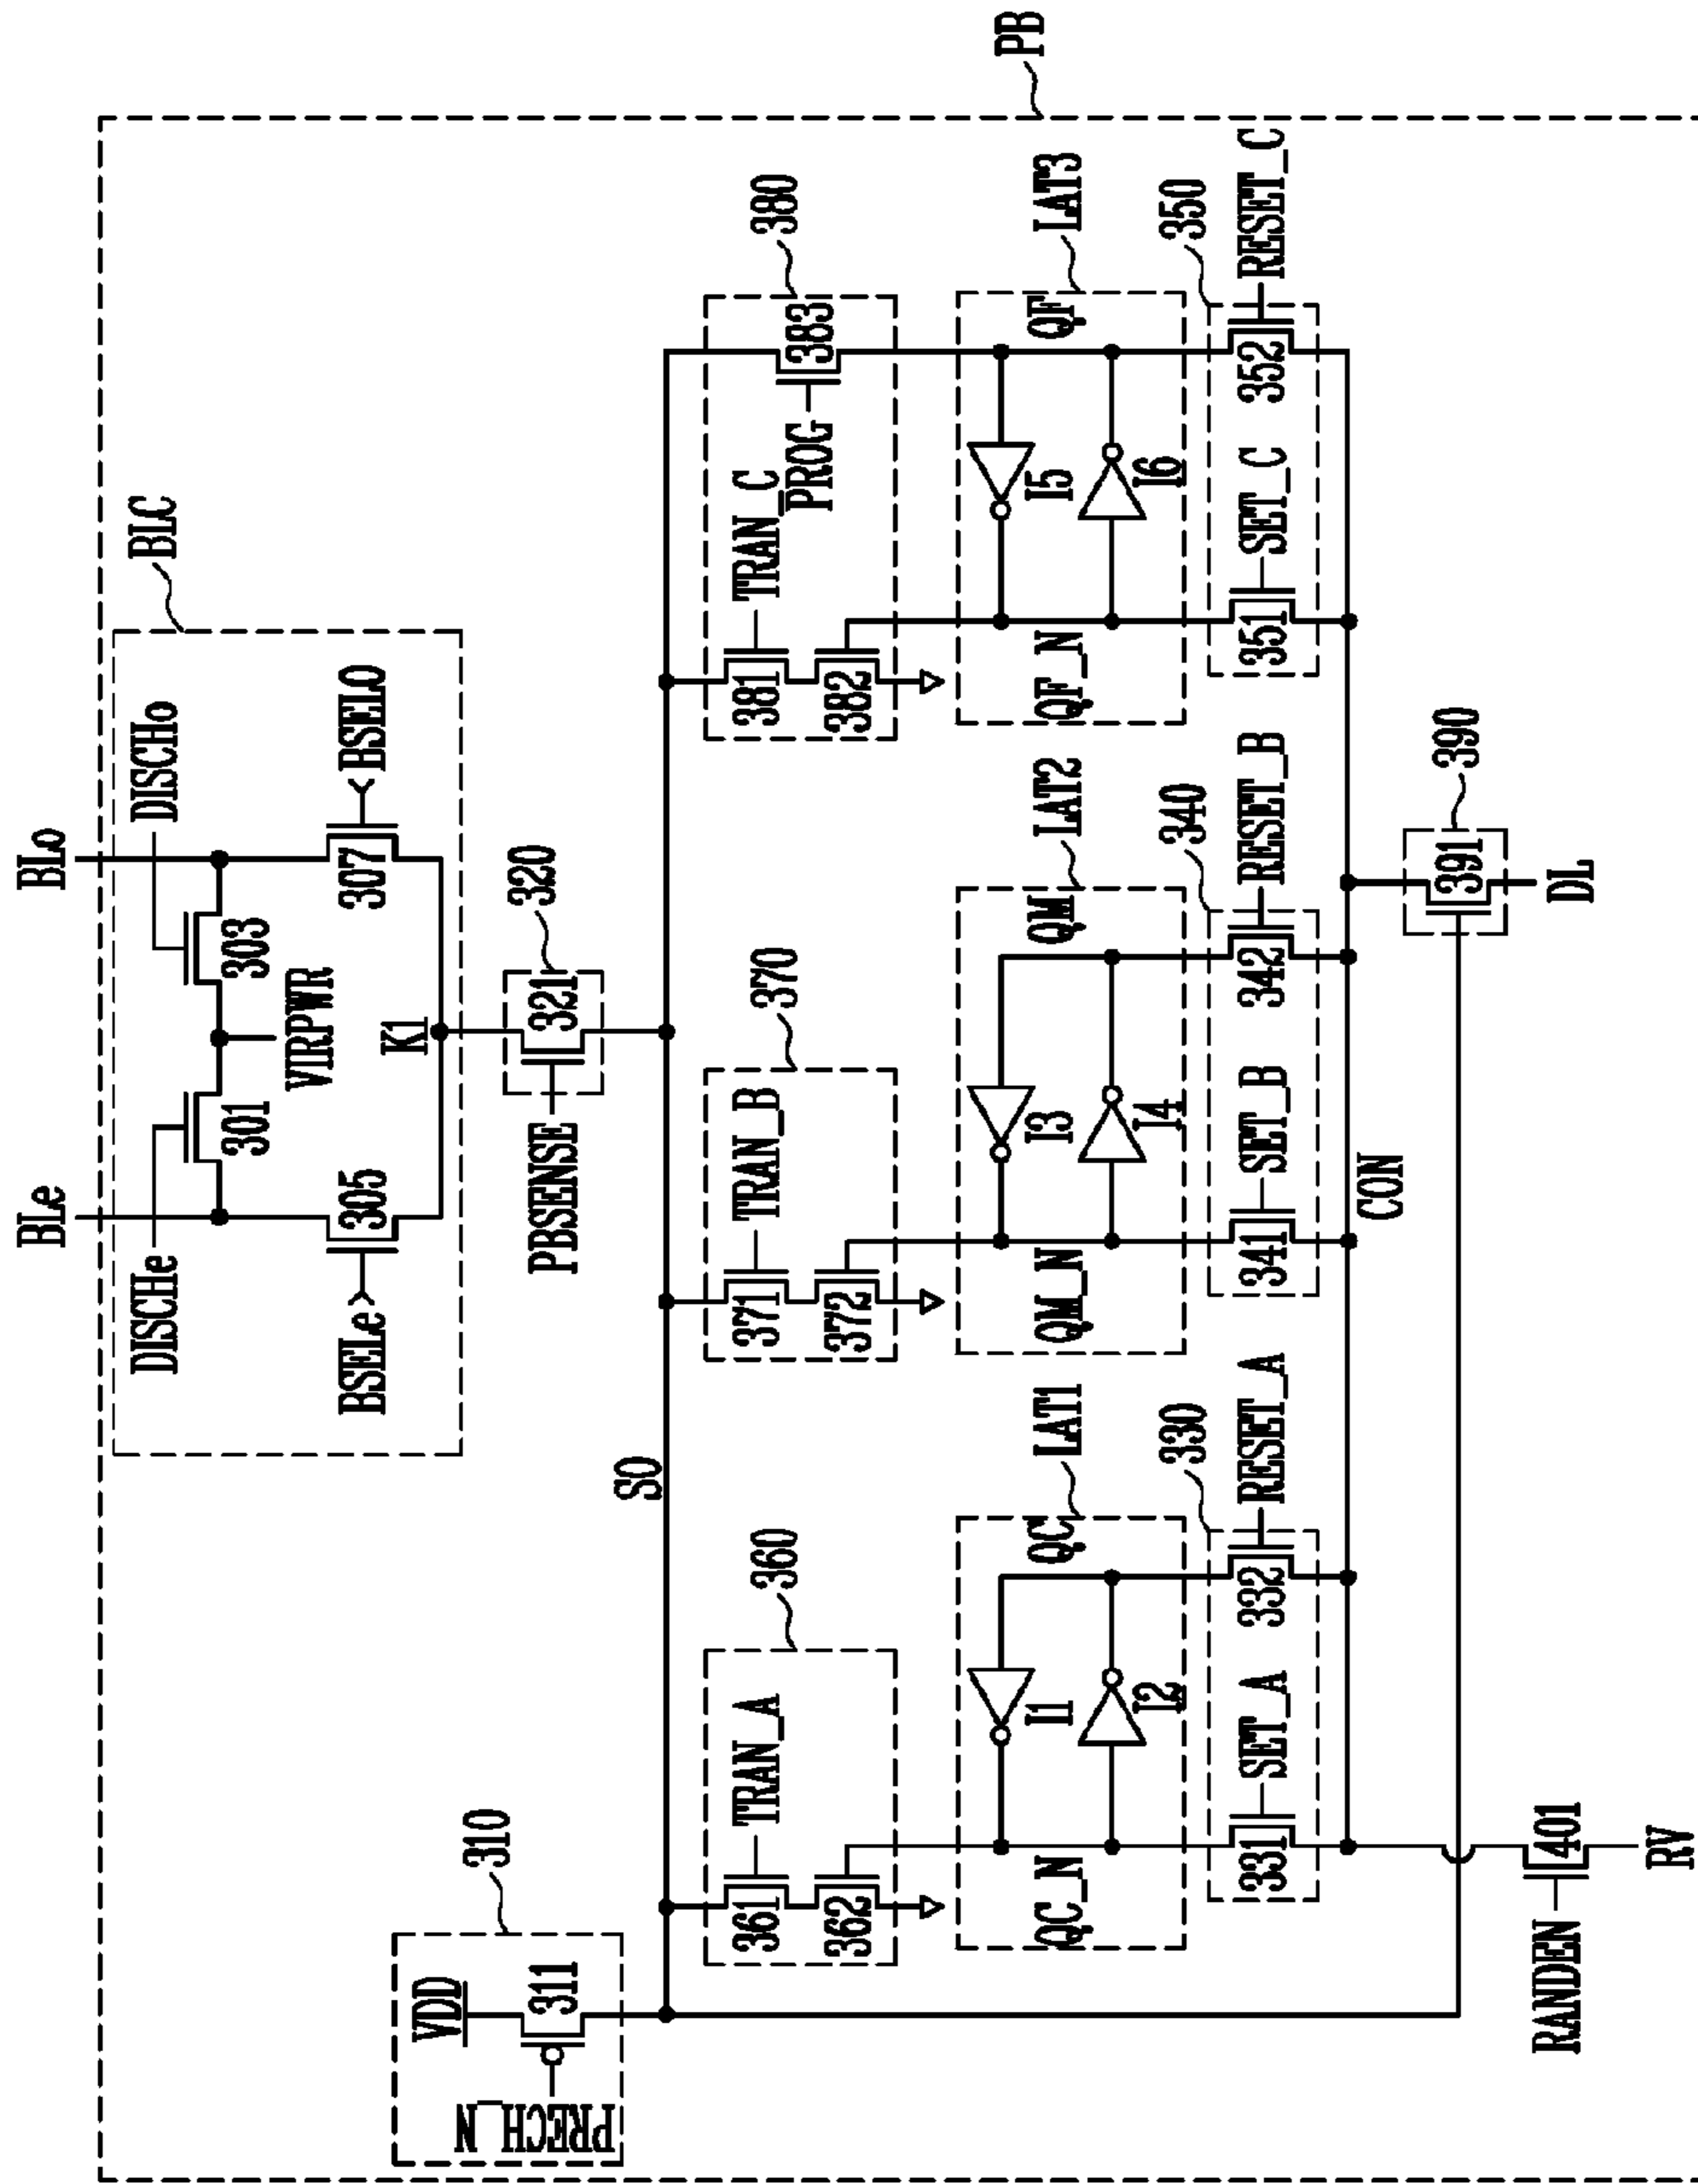 PB
BLe
BLo
DISCHe
DISCHo
BLC
301
303
VIRPWR
BSELe
305
307
BSELO
K1
310
VDD
311
PRECH_N
320
PBSENSE
321
SO
360
361
TRAN_A
362
370
371
TRAN_B
372
380
381
TRAN_C
382
PROG
383
QC_N
QC
LAT1
I1
I2
QM_N
QM
LAT2
I3
I4
QF_N
QF
LAT3
I5
I6
330
331
SET_A
332
RESET_A
340
341
SET_B
342
RESET_B
350
351
SET_C
352
RESET_C
CON
390
391
DL
RANDEN
401
RV